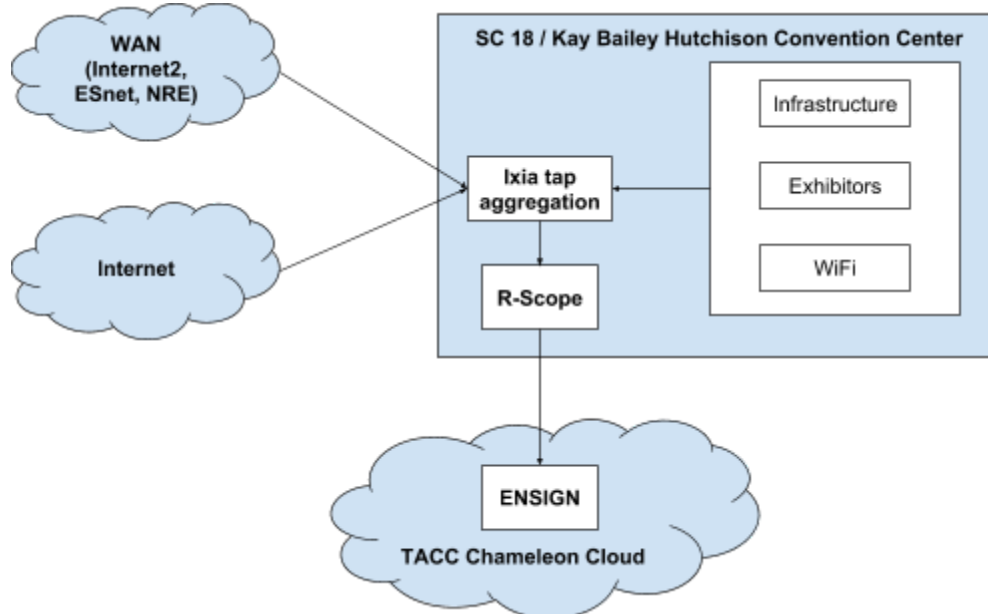 WAN
(Internet2,
ESnet, NRE)
Internet
SC 18 / Kay Bailey Hutchison Convention Center
Infrastructure
Exhibitors
WiFi
Ixia tap
aggregation
R-Scope
ENSIGN
TACC Chameleon Cloud